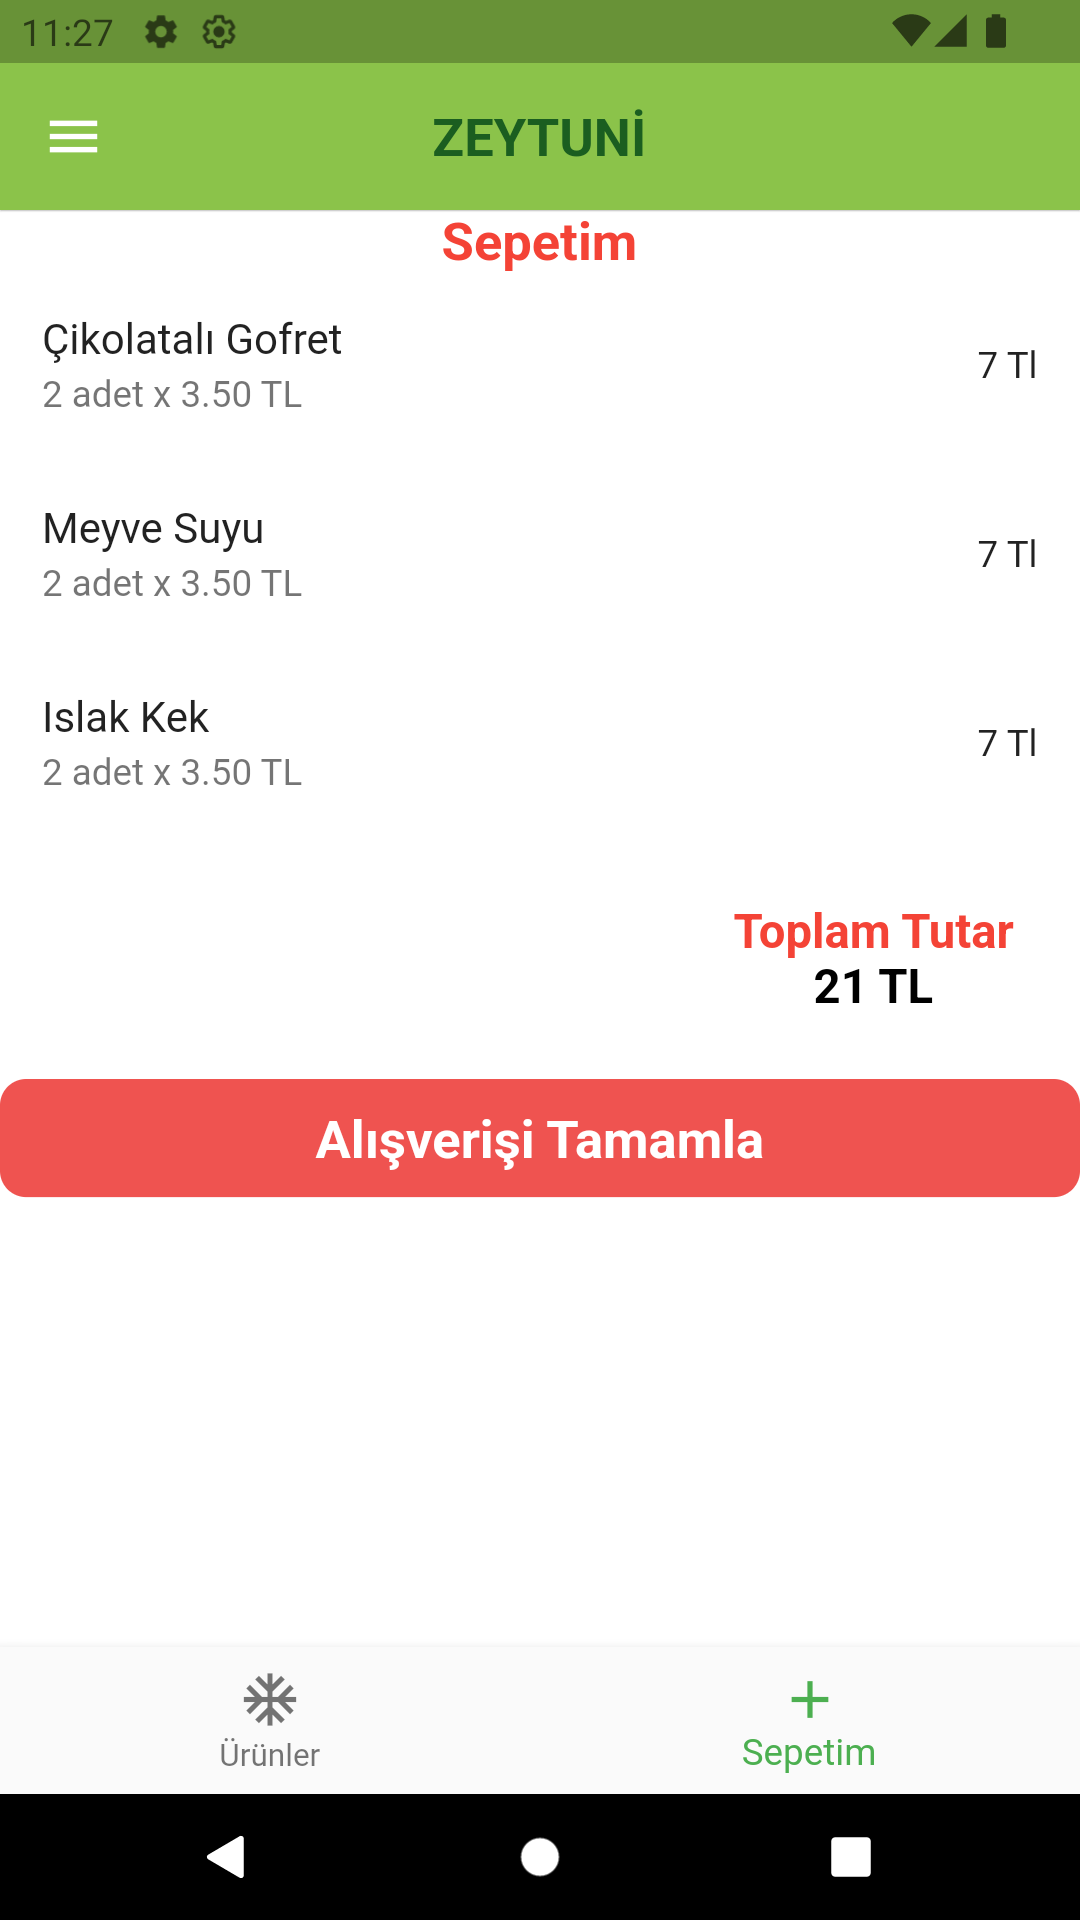 11:27
ZEYTUNİ
Sepetim
Çikolatalı Gofret
2 adet x 3.50 TL
7 Tl
Meyve Suyu
2 adet x 3.50 TL
7 Tl
Islak Kek
2 adet x 3.50 TL
7 Tl
Toplam Tutar
21 TL
Alışverişi Tamamla
Ürünler
Sepetim